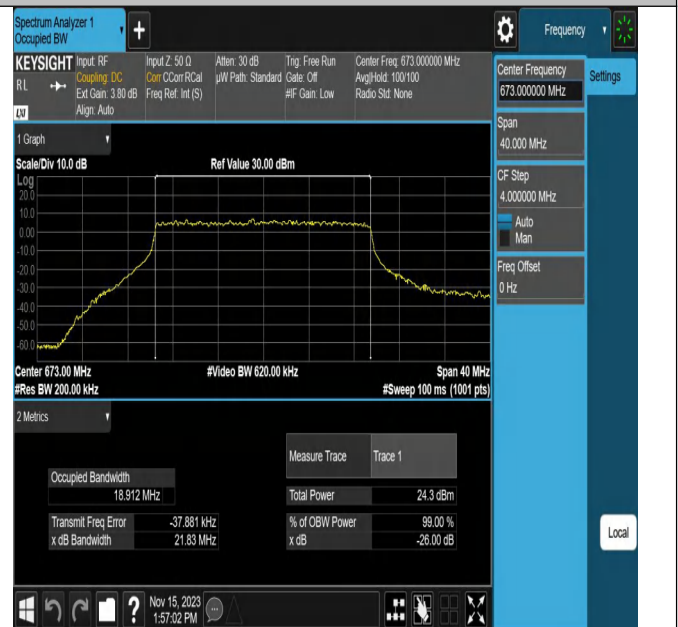 Spectrum Analyzer 1
Occupied BW
Frequency
KEYSIGHT
RL
LXI
Input: RF
Coupling: DC
Ext Gain: 3.80 dB
Align: Auto
Input Z: 50 Ω
Corr CCorr RCal
Freq Ref: Int (S)
Atten: 30 dB
µW Path: Standard
Trig: Free Run
Gate: Off
#IF Gain: Low
Center Freq: 673.000000 MHz
Avg|Hold: 100/100
Radio Std: None
Center Frequency
673.000000 MHz
Settings
Span
40.000 MHz
CF Step
4.000000 MHz
Auto
Man
Freq Offset
0 Hz
Local
1 Graph
Scale/Div 10.0 dB
Ref Value 30.00 dBm
Log
20.0
10.0
0.00
-10.0
-20.0
-30.0
-40.0
-50.0
-60.0
Center 673.00 MHz
#Video BW 620.00 kHz
Span 40 MHz
#Res BW 200.00 kHz
#Sweep 100 ms (1001 pts)
2 Metrics
Measure Trace
Trace 1
Occupied Bandwidth
18.912 MHz
Total Power
24.3 dBm
Transmit Freq Error
-37.881 kHz
% of OBW Power
99.00 %
x dB Bandwidth
21.83 MHz
x dB
-26.00 dB
?
Nov 15, 2023
1:57:02 PM